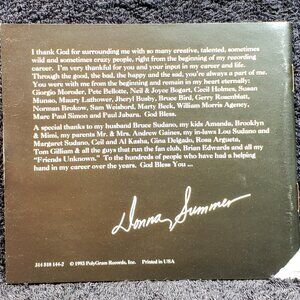 I thank God for surrounding me with so many creative, talented, sometimes
wild and sometimes crazy people, right from the beginning of my recording
career. I'm very thankful for you and your input in my career and life.
Through the good, the bad, the happy and the sad, you're always a part of me.
You were with me from the beginning and remain in my heart eternally:
Giorgio Moroder, Pete Bellotte, Neil & Joyce Bogart, Cecil Holmes, Susan
Munao, Maury Lathower, Jheryl Busby, Bruce Bird, Gerry Rosenblatt,
Norman Brokow, Sam Weisbord, Marty Beck, William Morris Agency,
Marc Paul Simon and Paul Jabara. God Bless.
A special thanks to my husband Bruce Sudano, my kids Amanda, Brooklyn
& Mimi, my parents Mr. & Mrs. Andrew Gaines, my in-laws Lou Sudano and
Margaret Sudano, Ceil and Al Kasha, Gina Delgado, Rosa Argueta,
Tom Gilliam & all the guys that run the fan club, Brian Edwards and all my
"Friends Unknown." To the hundreds of people who have had a helping
hand in my career over the years. God Bless You ...
Donna Summer
314 518 144-2 © 1993 PolyGram Records, Inc. Printed in USA